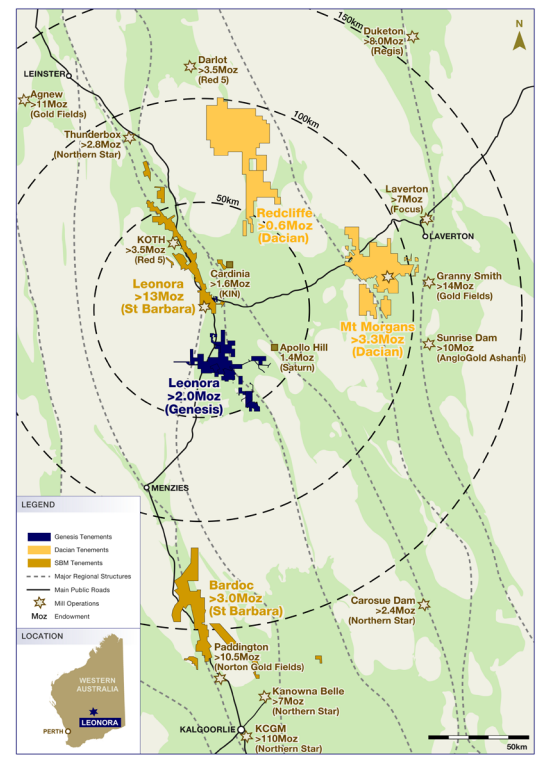 150km
N
Duketon
>8.0Moz
(Regis)
Darlot
>3.5Moz
(Red 5)
LEINSTER
Agnew
>11Moz
(Gold Fields)
100km
Thunderbox
>2.8Moz
(Northern Star)
50km
Laverton
>7Moz
(Focus)
Redcliffe
>0.6Moz
(Dacian)
LAVERTON
KOTH
>3.5Moz
(Red 5)
Cardinia
>1.6Moz
(KIN)
Granny Smith
>14Moz
(Gold Fields)
Leonora
>13Moz
(St Barbara)
Mt Morgans
>3.3Moz
(Dacian)
Sunrise Dam
>10Moz
(AngloGold Ashanti)
Apollo Hill
1.4Moz
(Saturn)
Leonora
>2.0Moz
(Genesis)
MENZIES
LEGEND
Genesis Tenements
Dacian Tenements
SBM Tenements
Major Regional Structures
Main Public Roads
Mill Operations
Moz Endowment
Bardoc
>3.0Moz
(St Barbara)
Carosue Dam
>2.4Moz
(Northern Star)
LOCATION
WESTERN
AUSTRALIA
LEONORA
PERTH
Paddington
>10.5Moz
(Norton Gold Fields)
Kanowna Belle
>7Moz
(Northern Star)
KALGOORLIE
KCGM
>110Moz
(Northern Star)
50km